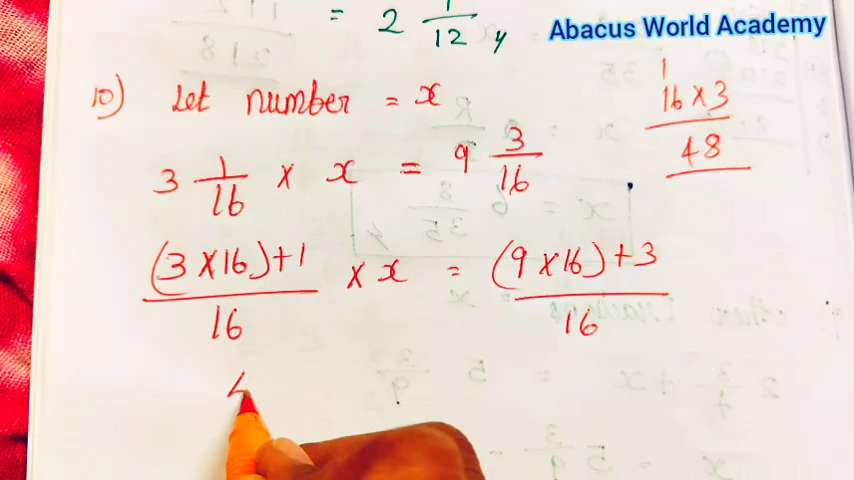 = 2 1/12 y
Abacus World Academy
10) Let number = x
16 x 3
48
3 1/16 x x = 9 3/16
(3 x 16) + 1 / 16 x x = (9 x 16) + 3 / 16
4